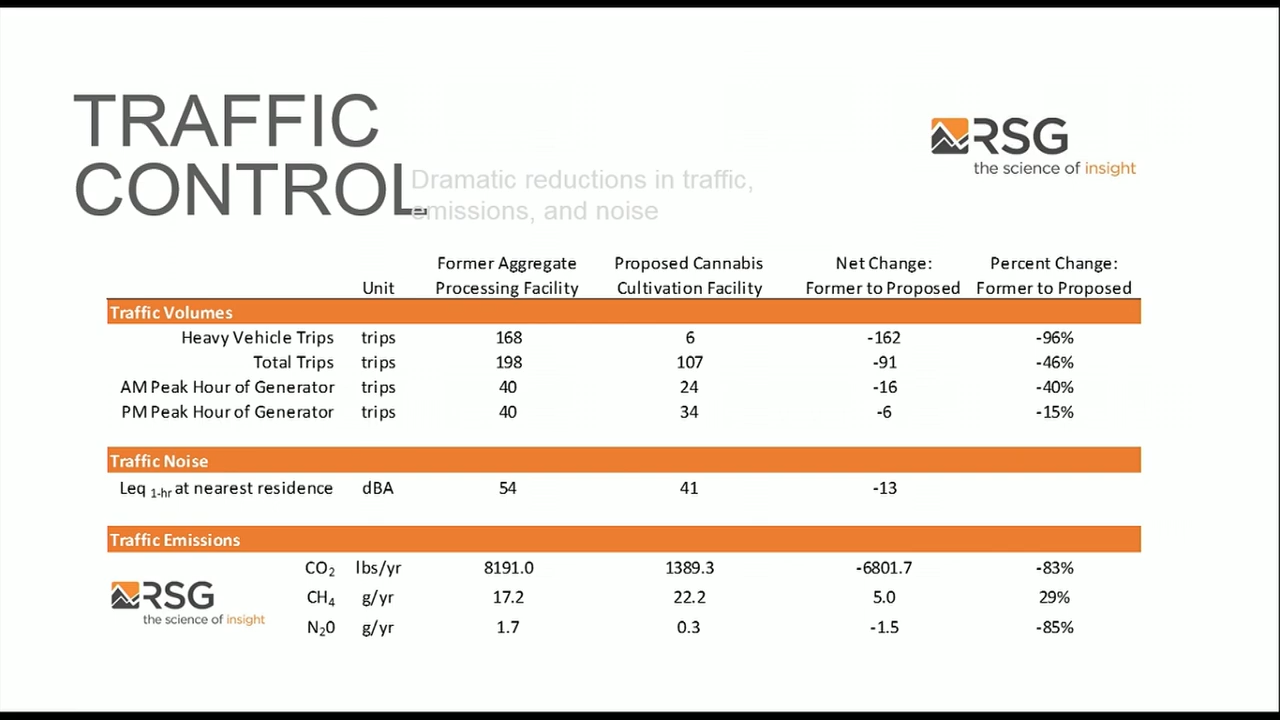 TRAFFIC
CONTROL
Dramatic reductions in traffic,
emissions, and noise
RSG
the science of insight
Unit Former Aggregate Processing Facility Proposed Cannabis Cultivation Facility Net Change: Former to Proposed Percent Change: Former to Proposed
Traffic Volumes
Heavy Vehicle Trips trips 168 6 -162 -96%
Total Trips trips 198 107 -91 -46%
AM Peak Hour of Generator trips 40 24 -16 -40%
PM Peak Hour of Generator trips 40 34 -6 -15%
Traffic Noise
Leq 1-hr at nearest residence dBA 54 41 -13
Traffic Emissions
CO2 lbs/yr 8191.0 1389.3 -6801.7 -83%
CH4 g/yr 17.2 22.2 5.0 29%
N20 g/yr 1.7 0.3 -1.5 -85%
RSG
the science of insight